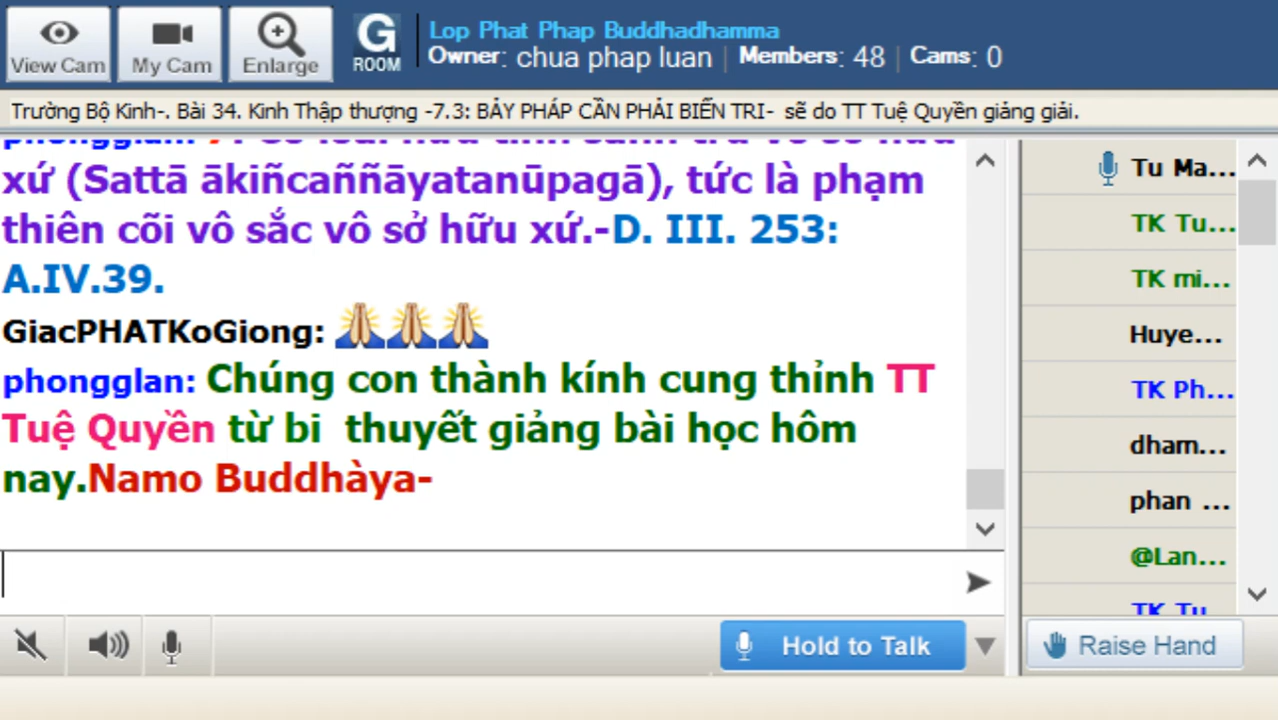 View Cam
My Cam
Enlarge
G
ROOM
Lop Phat Phap Buddhadhamma
Owner: chua phap luan | Members: 48 | Cams: 0
Trường Bộ Kinh-. Bài 34. Kinh Thập thượng -7.3: BẢY PHÁP CẦN PHẢI BIẾN TRI- sẽ do TT Tuệ Quyền giảng giải.
phongglan: 7.
xứ (Sattā ākiñcaññāyatanūpagā), tức là phạm
thiên cõi vô sắc vô sở hữu xứ.-D. III. 253:
A.IV.39.
GiacPHATKoGiong: 🙏🙏🙏
phongglan: Chúng con thành kính cung thỉnh TT
Tuệ Quyền từ bi thuyết giảng bài học hôm
nay.Namo Buddhàya-
Tu Ma...
TK Tu...
TK mi...
Huye...
TK Ph...
dham...
phan ...
@Lan...
TK Tu
Hold to Talk
Raise Hand